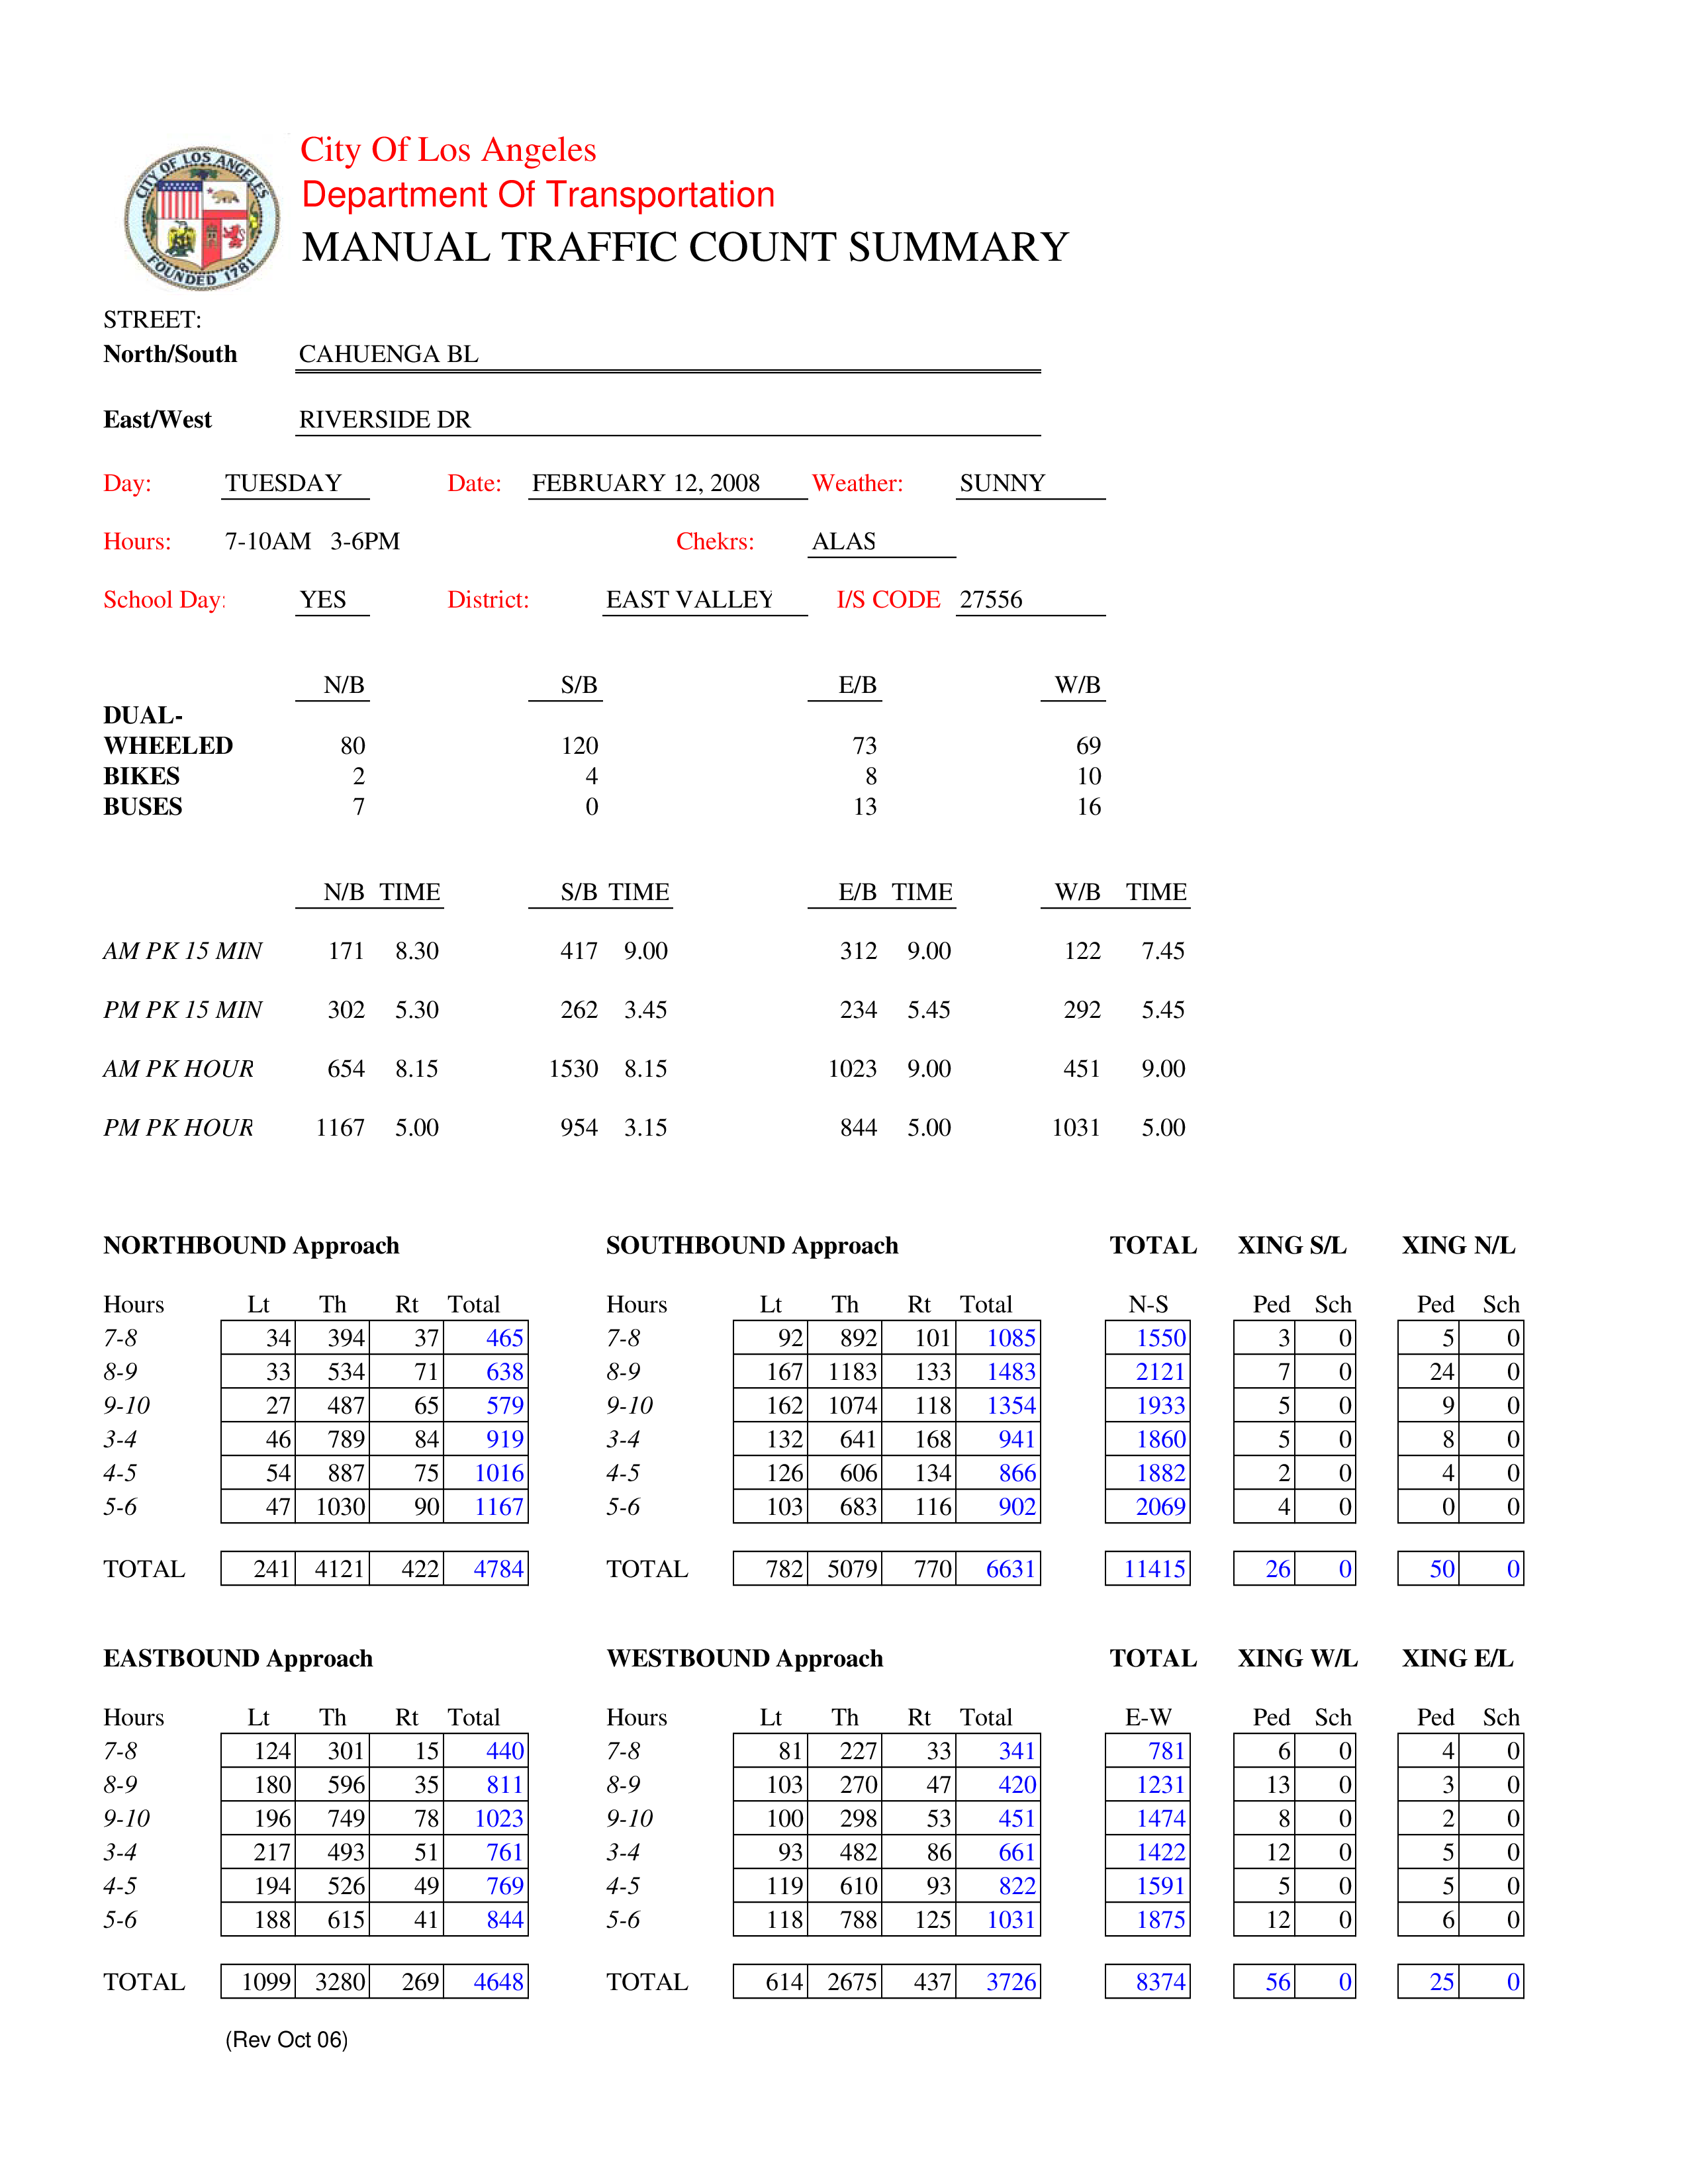 CITY OF LOS ANGELES
FOUNDED 1781
City Of Los Angeles
Department Of Transportation
MANUAL TRAFFIC COUNT SUMMARY
STREET:
North/South CAHUENGA BL
East/West RIVERSIDE DR
Day: TUESDAY Date: FEBRUARY 12, 2008 Weather: SUNNY
Hours: 7-10AM 3-6PM Chekrs: ALAS
School Day: YES District: EAST VALLEY I/S CODE 27556
N/B S/B E/B W/B
DUAL-
WHEELED 80 120 73 69
BIKES 2 4 8 10
BUSES 7 0 13 16
N/B TIME S/B TIME E/B TIME W/B TIME
AM PK 15 MIN 171 8.30 417 9.00 312 9.00 122 7.45
PM PK 15 MIN 302 5.30 262 3.45 234 5.45 292 5.45
AM PK HOUR 654 8.15 1530 8.15 1023 9.00 451 9.00
PM PK HOUR 1167 5.00 954 3.15 844 5.00 1031 5.00
NORTHBOUND Approach SOUTHBOUND Approach TOTAL XING S/L XING N/L
Hours Lt Th Rt Total Hours Lt Th Rt Total N-S Ped Sch Ped Sch
7-8 34 394 37 465 7-8 92 892 101 1085 1550 3 0 5 0
8-9 33 534 71 638 8-9 167 1183 133 1483 2121 7 0 24 0
9-10 27 487 65 579 9-10 162 1074 118 1354 1933 5 0 9 0
3-4 46 789 84 919 3-4 132 641 168 941 1860 5 0 8 0
4-5 54 887 75 1016 4-5 126 606 134 866 1882 2 0 4 0
5-6 47 1030 90 1167 5-6 103 683 116 902 2069 4 0 0 0
TOTAL 241 4121 422 4784 TOTAL 782 5079 770 6631 11415 26 0 50 0
EASTBOUND Approach WESTBOUND Approach TOTAL XING W/L XING E/L
Hours Lt Th Rt Total Hours Lt Th Rt Total E-W Ped Sch Ped Sch
7-8 124 301 15 440 7-8 81 227 33 341 781 6 0 4 0
8-9 180 596 35 811 8-9 103 270 47 420 1231 13 0 3 0
9-10 196 749 78 1023 9-10 100 298 53 451 1474 8 0 2 0
3-4 217 493 51 761 3-4 93 482 86 661 1422 12 0 5 0
4-5 194 526 49 769 4-5 119 610 93 822 1591 5 0 5 0
5-6 188 615 41 844 5-6 118 788 125 1031 1875 12 0 6 0
TOTAL 1099 3280 269 4648 TOTAL 614 2675 437 3726 8374 56 0 25 0
(Rev Oct 06)